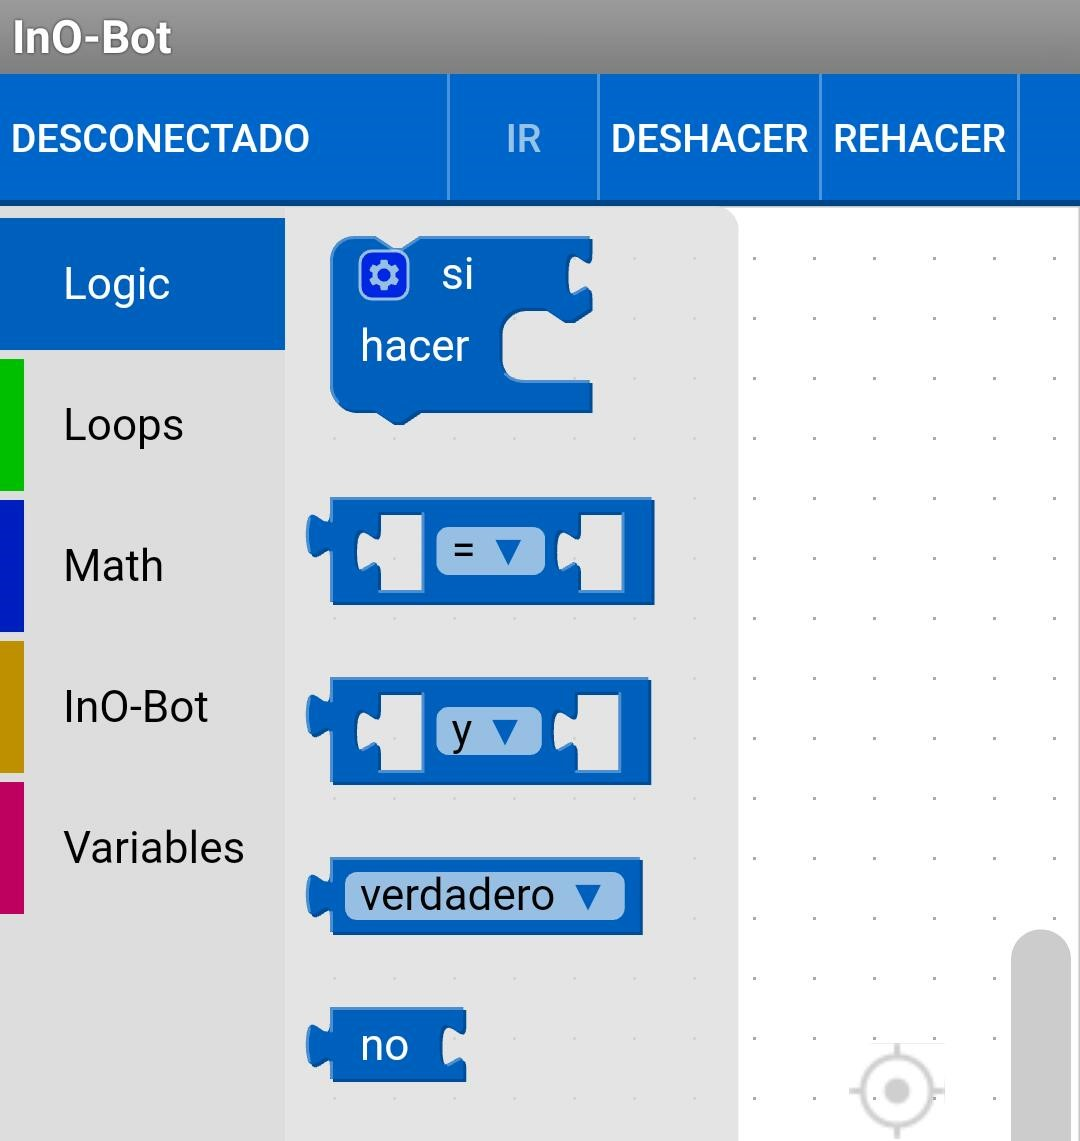 InO-Bot
DESCONECTADO IR DESHACER REHACER
Logic
Loops
Math
InO-Bot
Variables
si
hacer
= ▼
y ▼
verdadero ▼
no